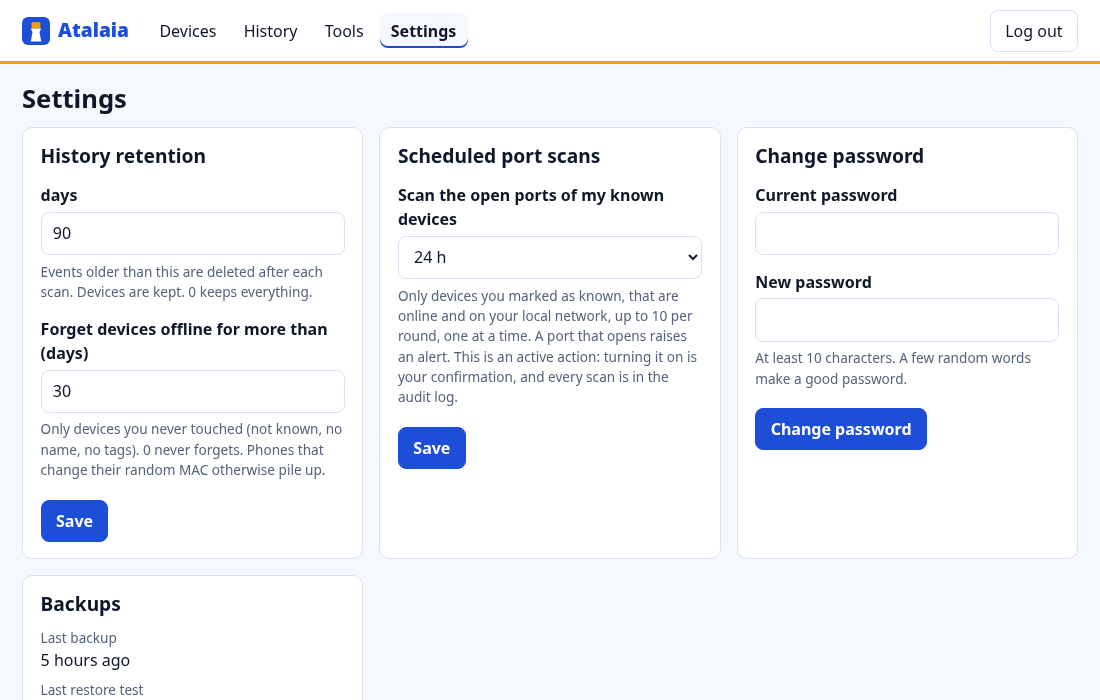 Atalaia
Devices
History
Tools
Settings
Log out
Settings
History retention
days
90
Events older than this are deleted after each
scan. Devices are kept. 0 keeps everything.
Forget devices offline for more than
(days)
30
Only devices you never touched (not known, no
name, no tags). 0 never forgets. Phones that
change their random MAC otherwise pile up.
Save
Scheduled port scans
Scan the open ports of my known
devices
24 h
Only devices you marked as known, that are
online and on your local network, up to 10 per
round, one at a time. A port that opens raises
an alert. This is an active action: turning it on is
your confirmation, and every scan is in the
audit log.
Save
Change password
Current password
New password
At least 10 characters. A few random words
make a good password.
Change password
Backups
Last backup
5 hours ago
Last restore test